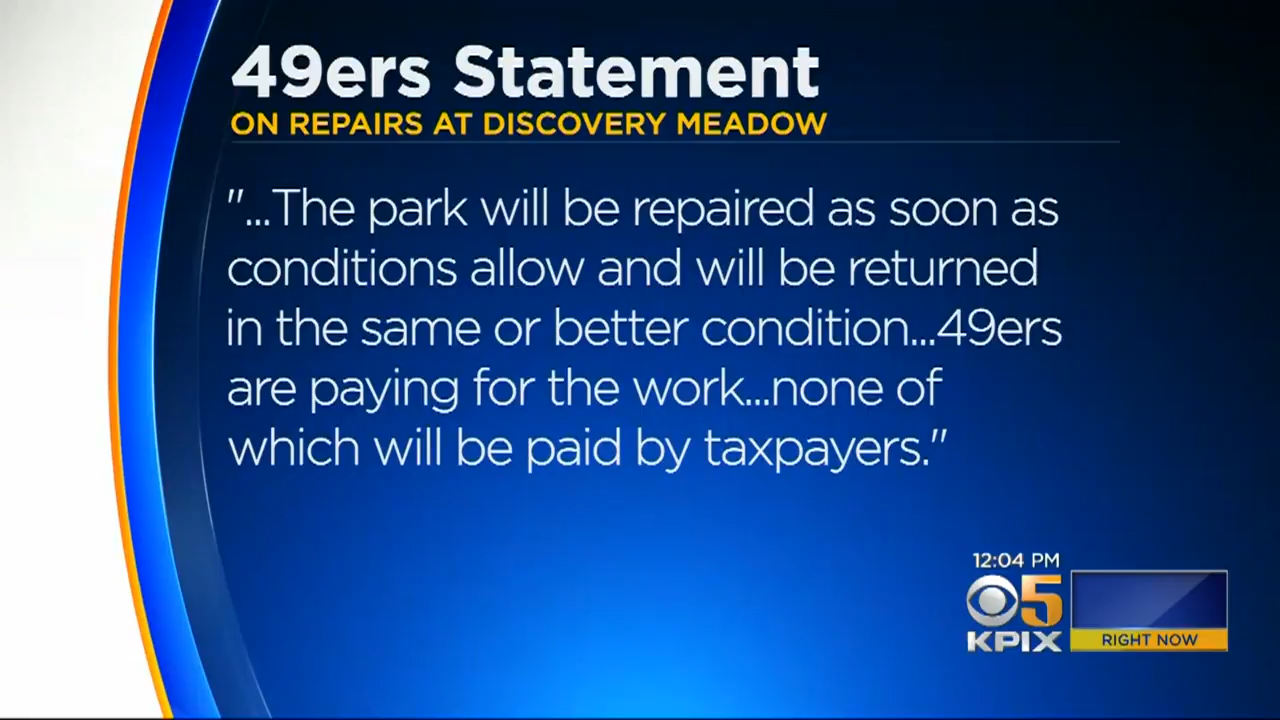 49ers Statement
ON REPAIRS AT DISCOVERY MEADOW
"...The park will be repaired as soon as
conditions allow and will be returned
in the same or better condition...49ers
are paying for the work...none of
which will be paid by taxpayers."
12:04 PM
5
KPIX
RIGHT NOW